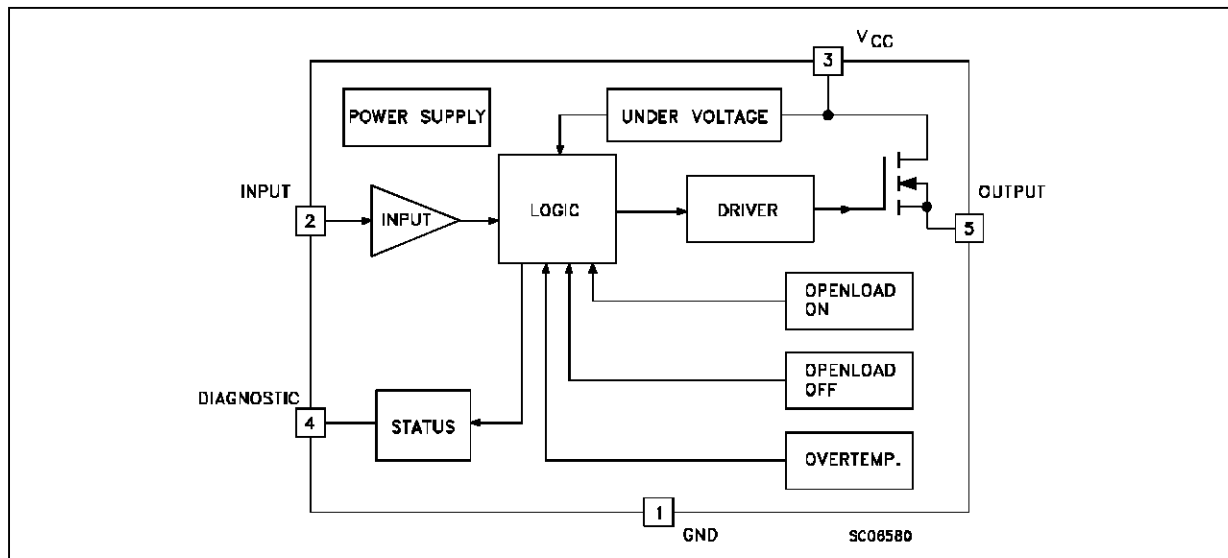 VCC
3
POWER SUPPLY
UNDER VOLTAGE
INPUT
2
INPUT
LOGIC
DRIVER
OUTPUT
5
OPENLOAD
ON
OPENLOAD
OFF
DIAGNOSTIC
4
STATUS
OVERTEMP.
1
GND
SC06580